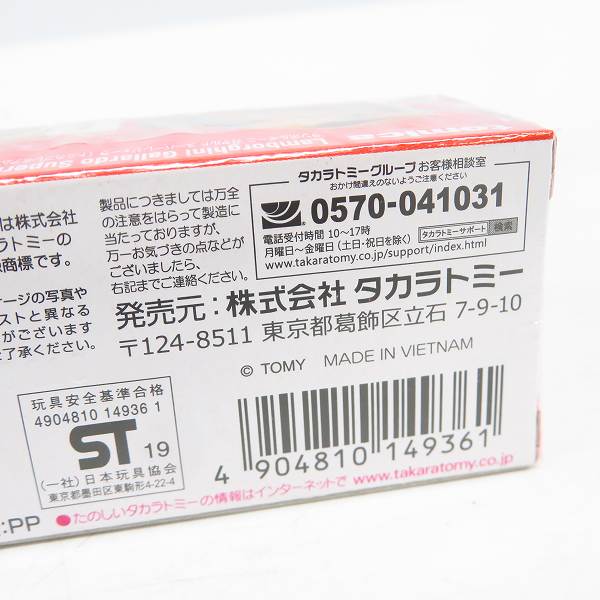 tomica
Lamborghini Gallardo Super
は株式会社
ラトミーの
商標です。
ージの写真や
ストと異なる
がございます
了承ください。
製品につきましては万全
の注意をはらって製造に
当たっておりますが、
万一お気づきの点などが
ございましたら、
右記までご連絡ください。
タカラトミーグループ お客様相談室
おかけ間違えのないようご注意ください
0570-041031
電話受付時間 10〜17時
月曜日〜金曜日(土・日・祝日を除く)
タカラトミーサポート 検索
www.takaratomy.co.jp/support/index.html
発売元:株式会社 タカラトミー
〒124-8511 東京都葛飾区立石 7-9-10
© TOMY MADE IN VIETNAM
玩具安全基準合格
4904810 14936 1
ST 19
(一社)日本玩具協会
東京都墨田区東駒形4-22-4
4 904810 149361
:PP
●たのしいタカラトミーの情報はインターネットで www.takaratomy.co.jp